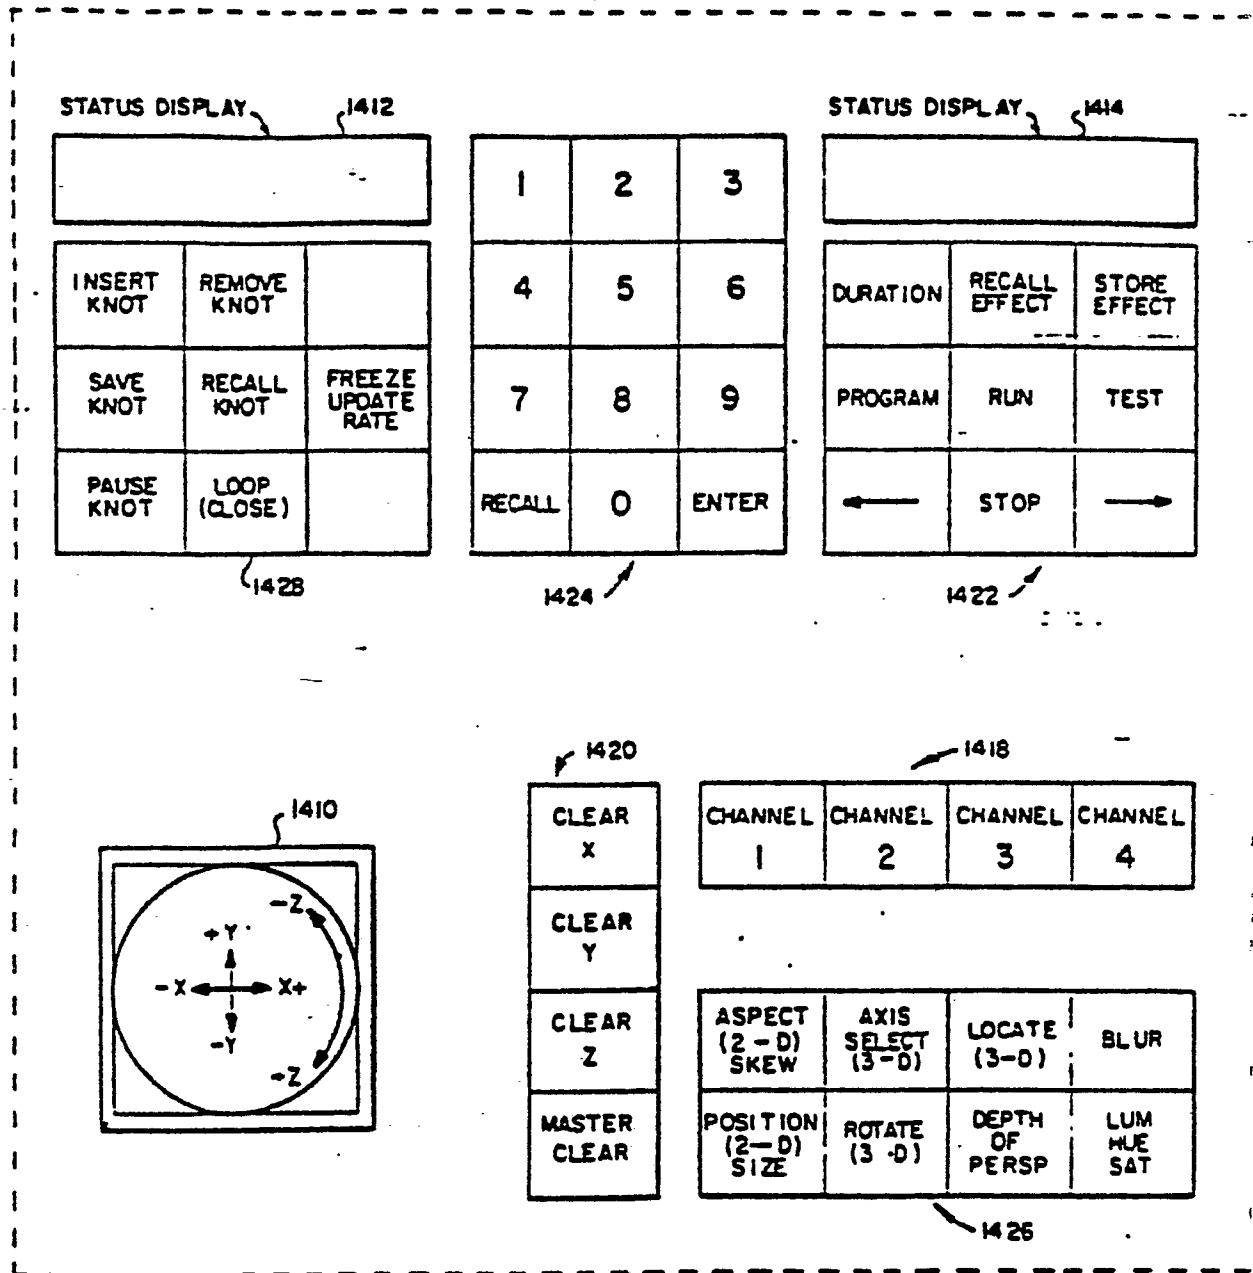 STATUS DISPLAY 1412
STATUS DISPLAY 1414
INSERT KNOT
REMOVE KNOT
SAVE KNOT
RECALL KNOT
FREEZE UPDATE RATE
PAUSE KNOT
LOOP (CLOSE)
1428
1 2 3
4 5 6
7 8 9
RECALL 0 ENTER
1424
DURATION
RECALL EFFECT
STORE EFFECT
PROGRAM
RUN
TEST
STOP
1422
1410
-Z
+Y
-X X+
-Y
+Z
1420
CLEAR X
CLEAR Y
CLEAR Z
MASTER CLEAR
1418
CHANNEL 1
CHANNEL 2
CHANNEL 3
CHANNEL 4
ASPECT (2-D) SKEW
AXIS SELECT (3-D)
LOCATE (3-D)
BLUR
POSITION (2-D) SIZE
ROTATE (3-D)
DEPTH OF PERSP
LUM HUE SAT
1426